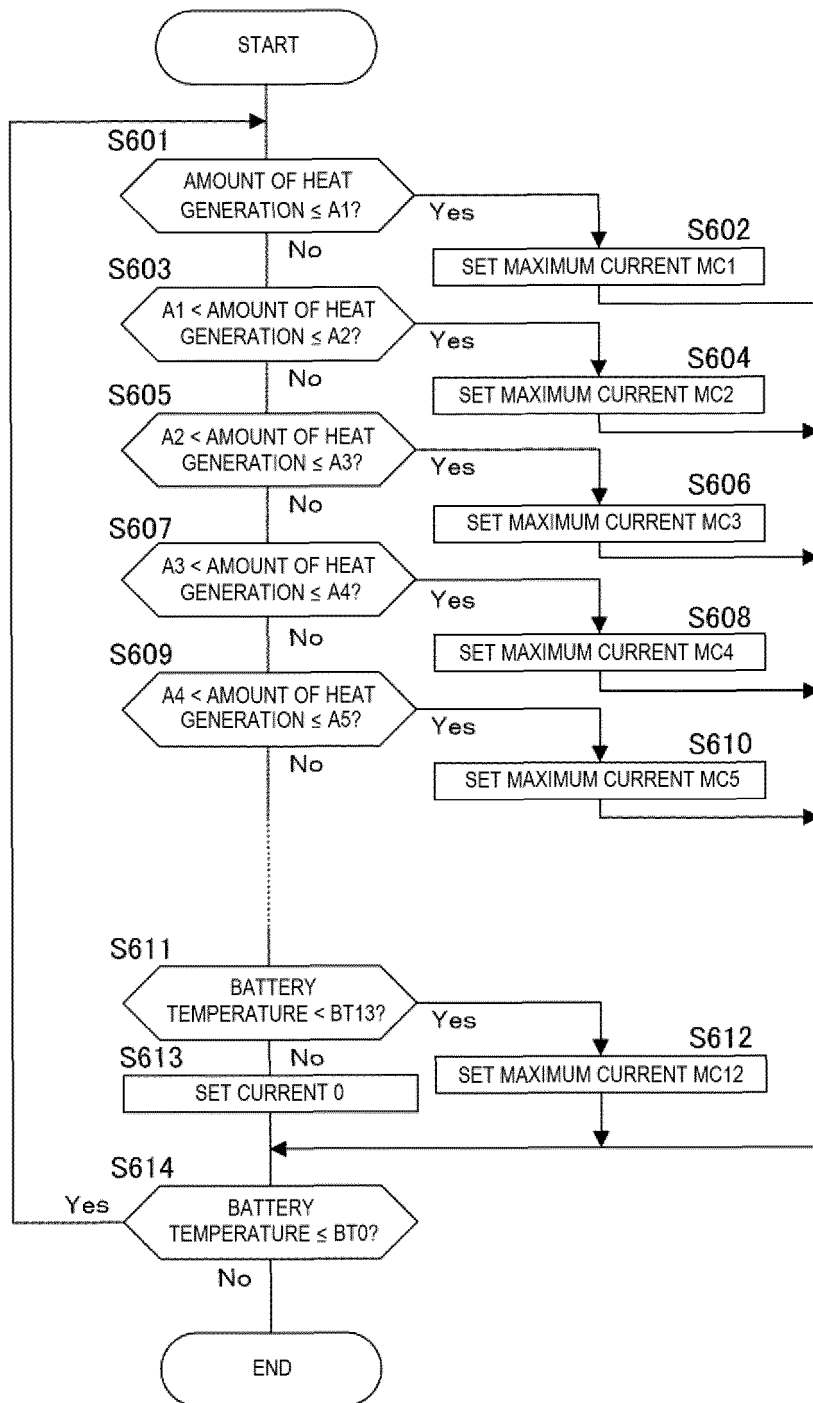 START
S601
AMOUNT OF HEAT
GENERATION ≤ A1?
Yes
No
S602
SET MAXIMUM CURRENT MC1
S603
A1 < AMOUNT OF HEAT
GENERATION ≤ A2?
Yes
No
S604
SET MAXIMUM CURRENT MC2
S605
A2 < AMOUNT OF HEAT
GENERATION ≤ A3?
Yes
No
S606
SET MAXIMUM CURRENT MC3
S607
A3 < AMOUNT OF HEAT
GENERATION ≤ A4?
Yes
No
S608
SET MAXIMUM CURRENT MC4
S609
A4 < AMOUNT OF HEAT
GENERATION ≤ A5?
Yes
No
S610
SET MAXIMUM CURRENT MC5
S611
BATTERY
TEMPERATURE < BT13?
Yes
No
S612
SET MAXIMUM CURRENT MC12
S613
SET CURRENT 0
S614
Yes
BATTERY
TEMPERATURE ≤ BT0?
No
END